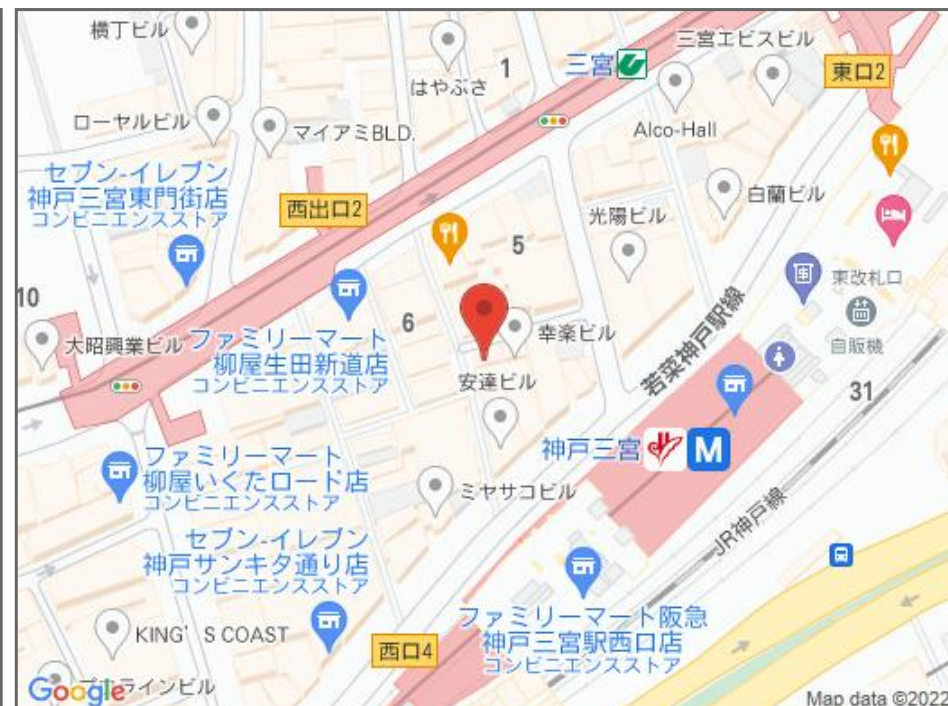 横丁ビル
はやぶさ
1
三宮
三宮エビスビル
東口2
ローヤルビル
マイアミBLD.
Alco-Hall
セブン-イレブン
神戸三宮東門街店
コンビニエンスストア
西出口2
白蘭ビル
光陽ビル
5
東改札口
10
6
大昭興業ビル
ファミリーマート
柳屋生田新道店
コンビニエンスストア
幸楽ビル
自販機
若菜神戸駅線
安達ビル
31
神戸三宮
M
ファミリーマート
柳屋いくたロード店
コンビニエンスストア
ミヤサコビル
JR神戸線
セブン-イレブン
神戸サンキタ通り店
コンビニエンスストア
ファミリーマート阪急
神戸三宮駅西口店
コンビニエンスストア
KING'S COAST
西口4
Google
ラインビル
Map data ©2022